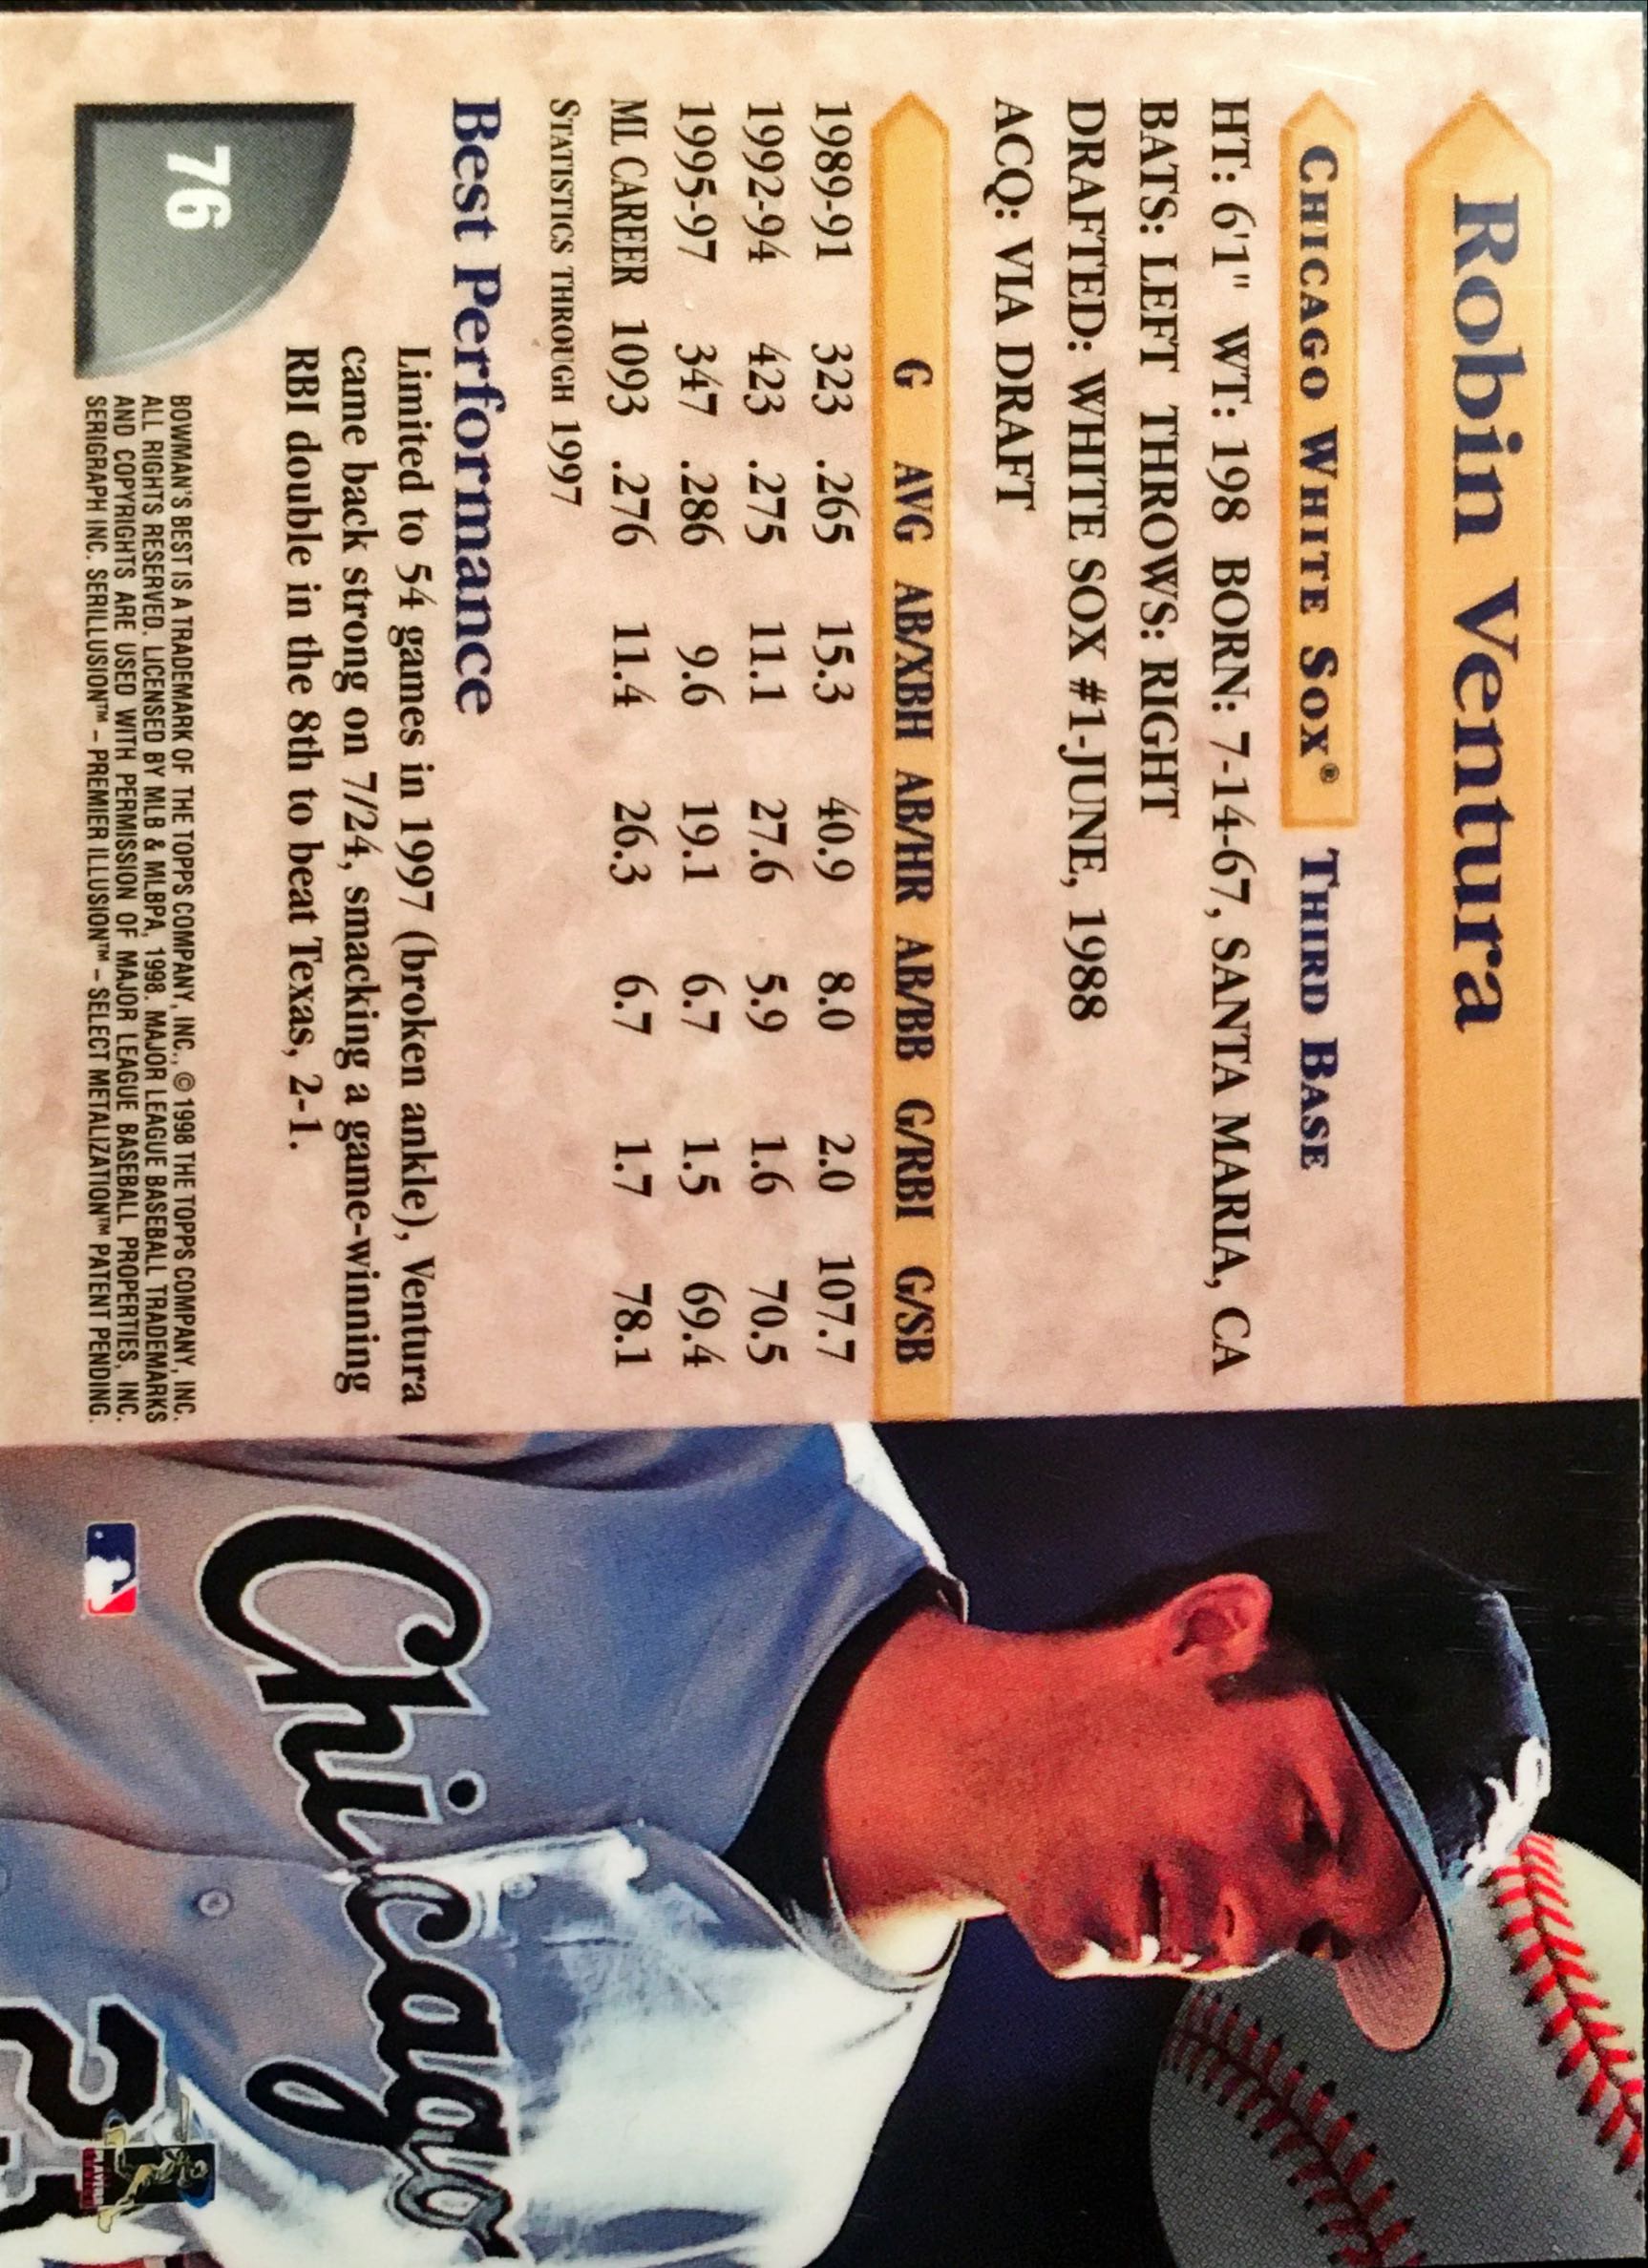 Robin Ventura
CHICAGO WHITE SOX® THIRD BASE
HT: 6'1" WT: 198 BORN: 7-14-67, SANTA MARIA, CA
BATS: LEFT THROWS: RIGHT
DRAFTED: WHITE SOX #1-JUNE, 1988
ACQ: VIA DRAFT
G AVG AB/XBH AB/HR AB/BB G/RBI G/SB
1989-91 323 .265 15.3 40.9 8.0 2.0 107.7
1992-94 423 .275 11.1 27.6 5.9 1.6 70.5
1995-97 347 .286 9.6 19.1 6.7 1.5 69.4
ML CAREER 1093 .276 11.4 26.3 6.7 1.7 78.1
STATISTICS THROUGH 1997
Best Performance
Limited to 54 games in 1997 (broken ankle), Ventura
came back strong on 7/24, smacking a game-winning
RBI double in the 8th to beat Texas, 2-1.
76
BOWMAN'S BEST IS A TRADEMARK OF THE TOPPS COMPANY, INC., © 1998 THE TOPPS COMPANY, INC.
ALL RIGHTS RESERVED. LICENSED BY MLB & MLBPA, 1998. MAJOR LEAGUE BASEBALL TRADEMARKS
AND COPYRIGHTS ARE USED WITH PERMISSION OF MAJOR LEAGUE BASEBALL PROPERTIES, INC.
SERIGRAPH INC. SERILLUSION™ – PREMIER ILLUSION™ – SELECT METALIZATION™ PATENT PENDING.
Chicago